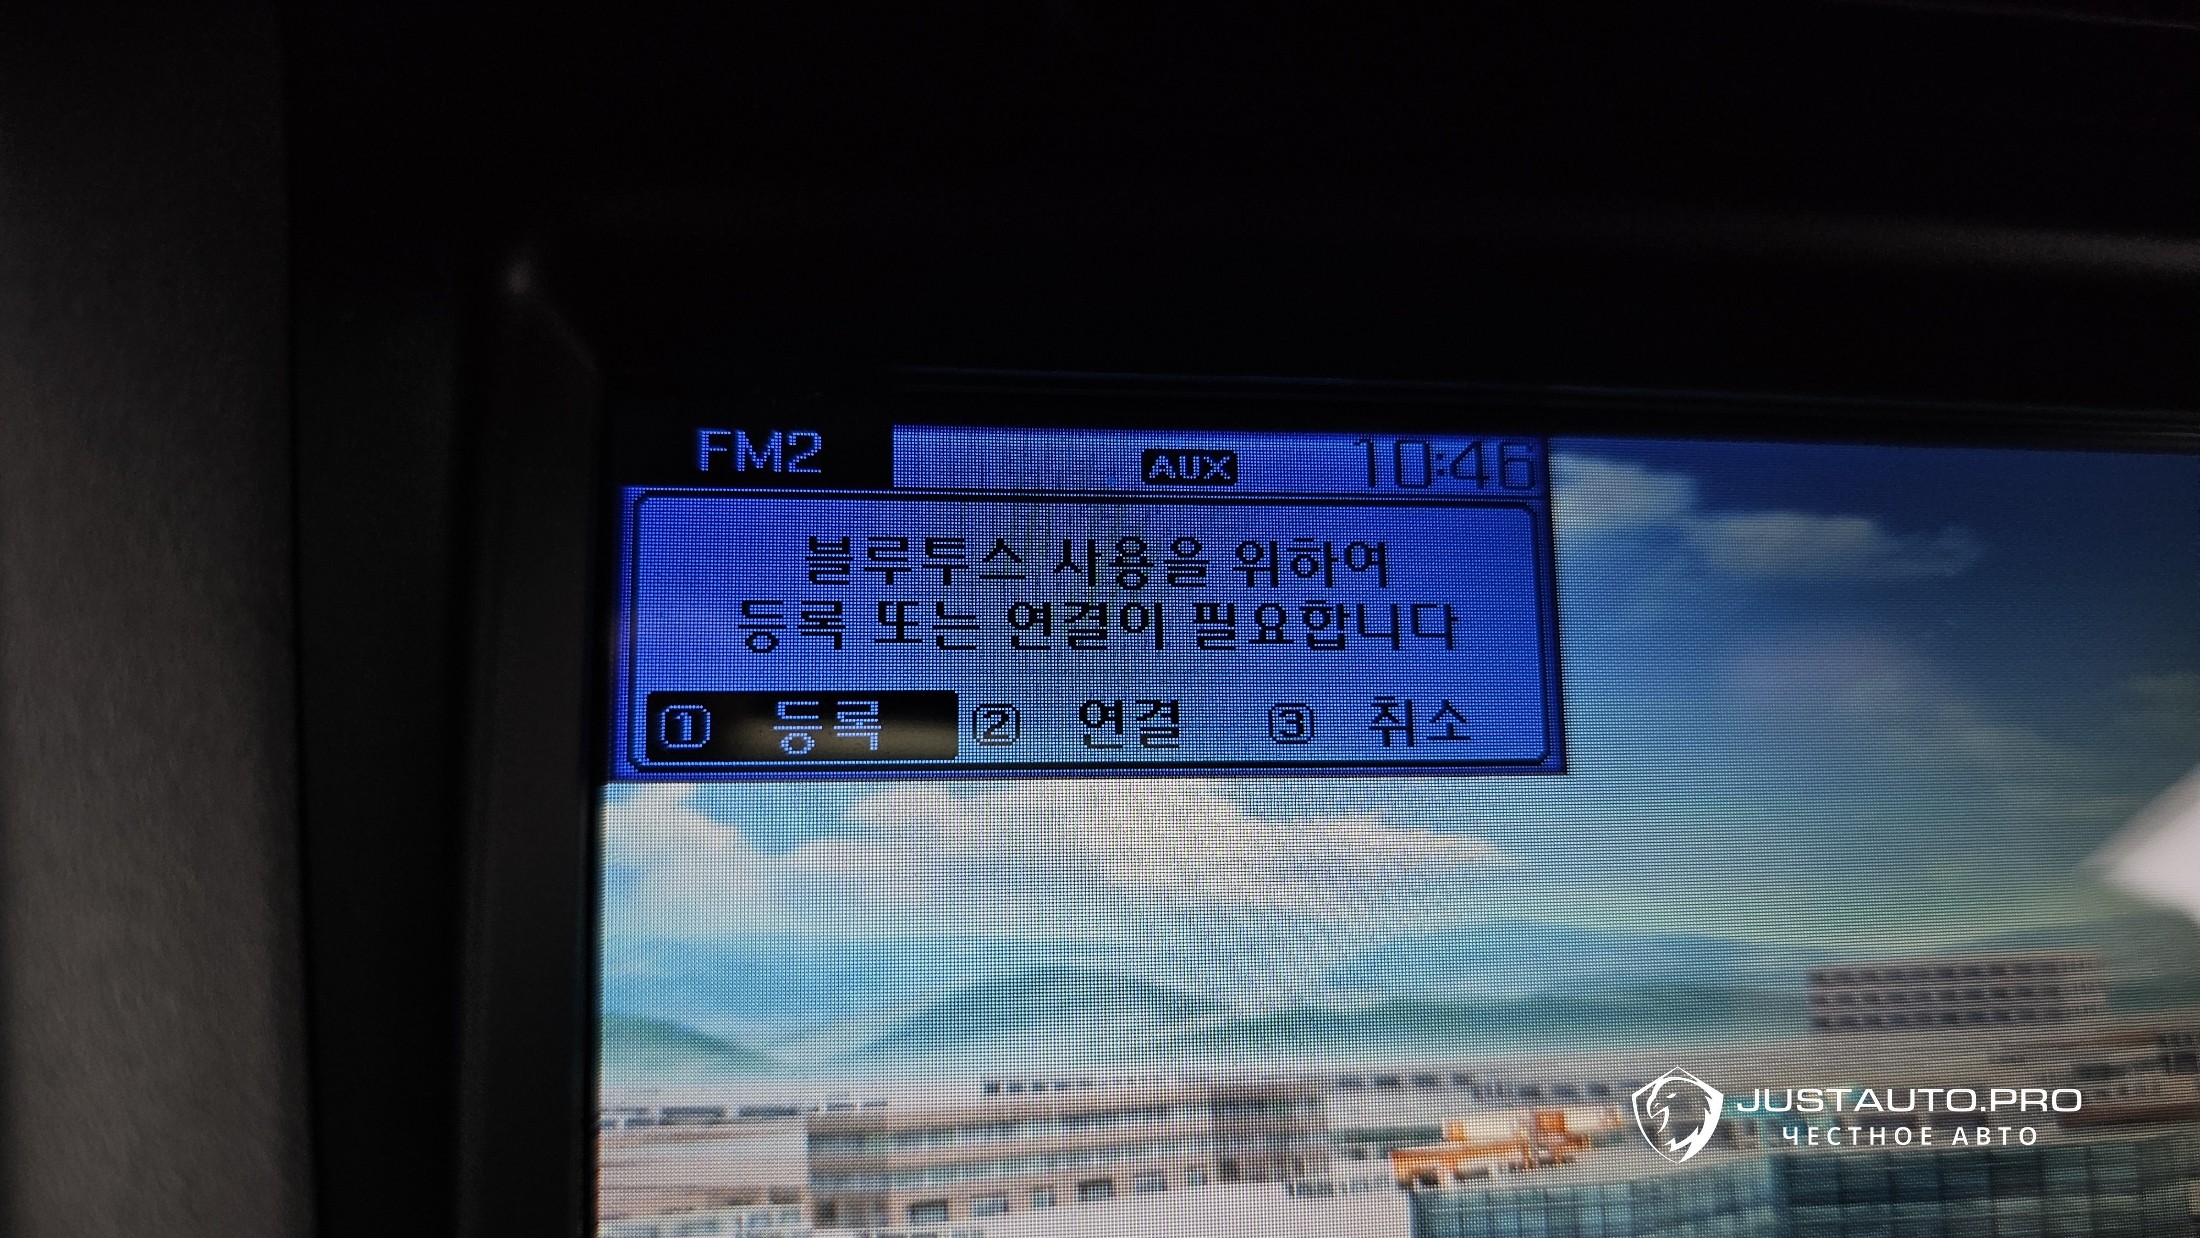 FM2 AUX 10:46
블루투스 사용을 위하여
등록 또는 연결이 필요합니다
1 등록 2 연결 3 취소
JUSTAUTO.PRO
ЧЕСТНОЕ АВТО